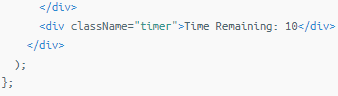 </div>
<div className="timer">Time Remaining: 10</div>
</div>
);
};